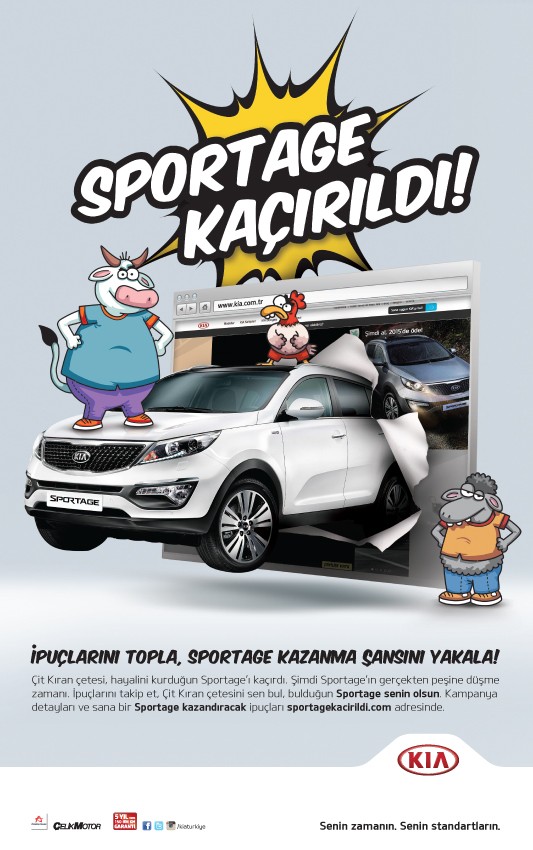 SPORTAGE
KAÇIRILDI!
www.kia.com.tr
KIA
Şimdi al, 2015'de öde!
KIA
SPORTAGE
İPUÇLARINI TOPLA, SPORTAGE KAZANMA ŞANSINI YAKALA!
Çit Kıran çetesi, hayalini kurduğun Sportage'ı kaçırdı. Şimdi Sportage'ın gerçekten peşine düşme
zamanı. İpuçlarını takip et, Çit Kıran çetesini sen bul, bulduğun Sportage senin olsun. Kampanya
detayları ve sana bir Sportage kazandıracak ipuçları sportagekacirildi.com adresinde.
KIA
ÇELİKMOTOR
5 YIL
GARANTİ
/kiaturkiye
Senin zamanın. Senin standartların.